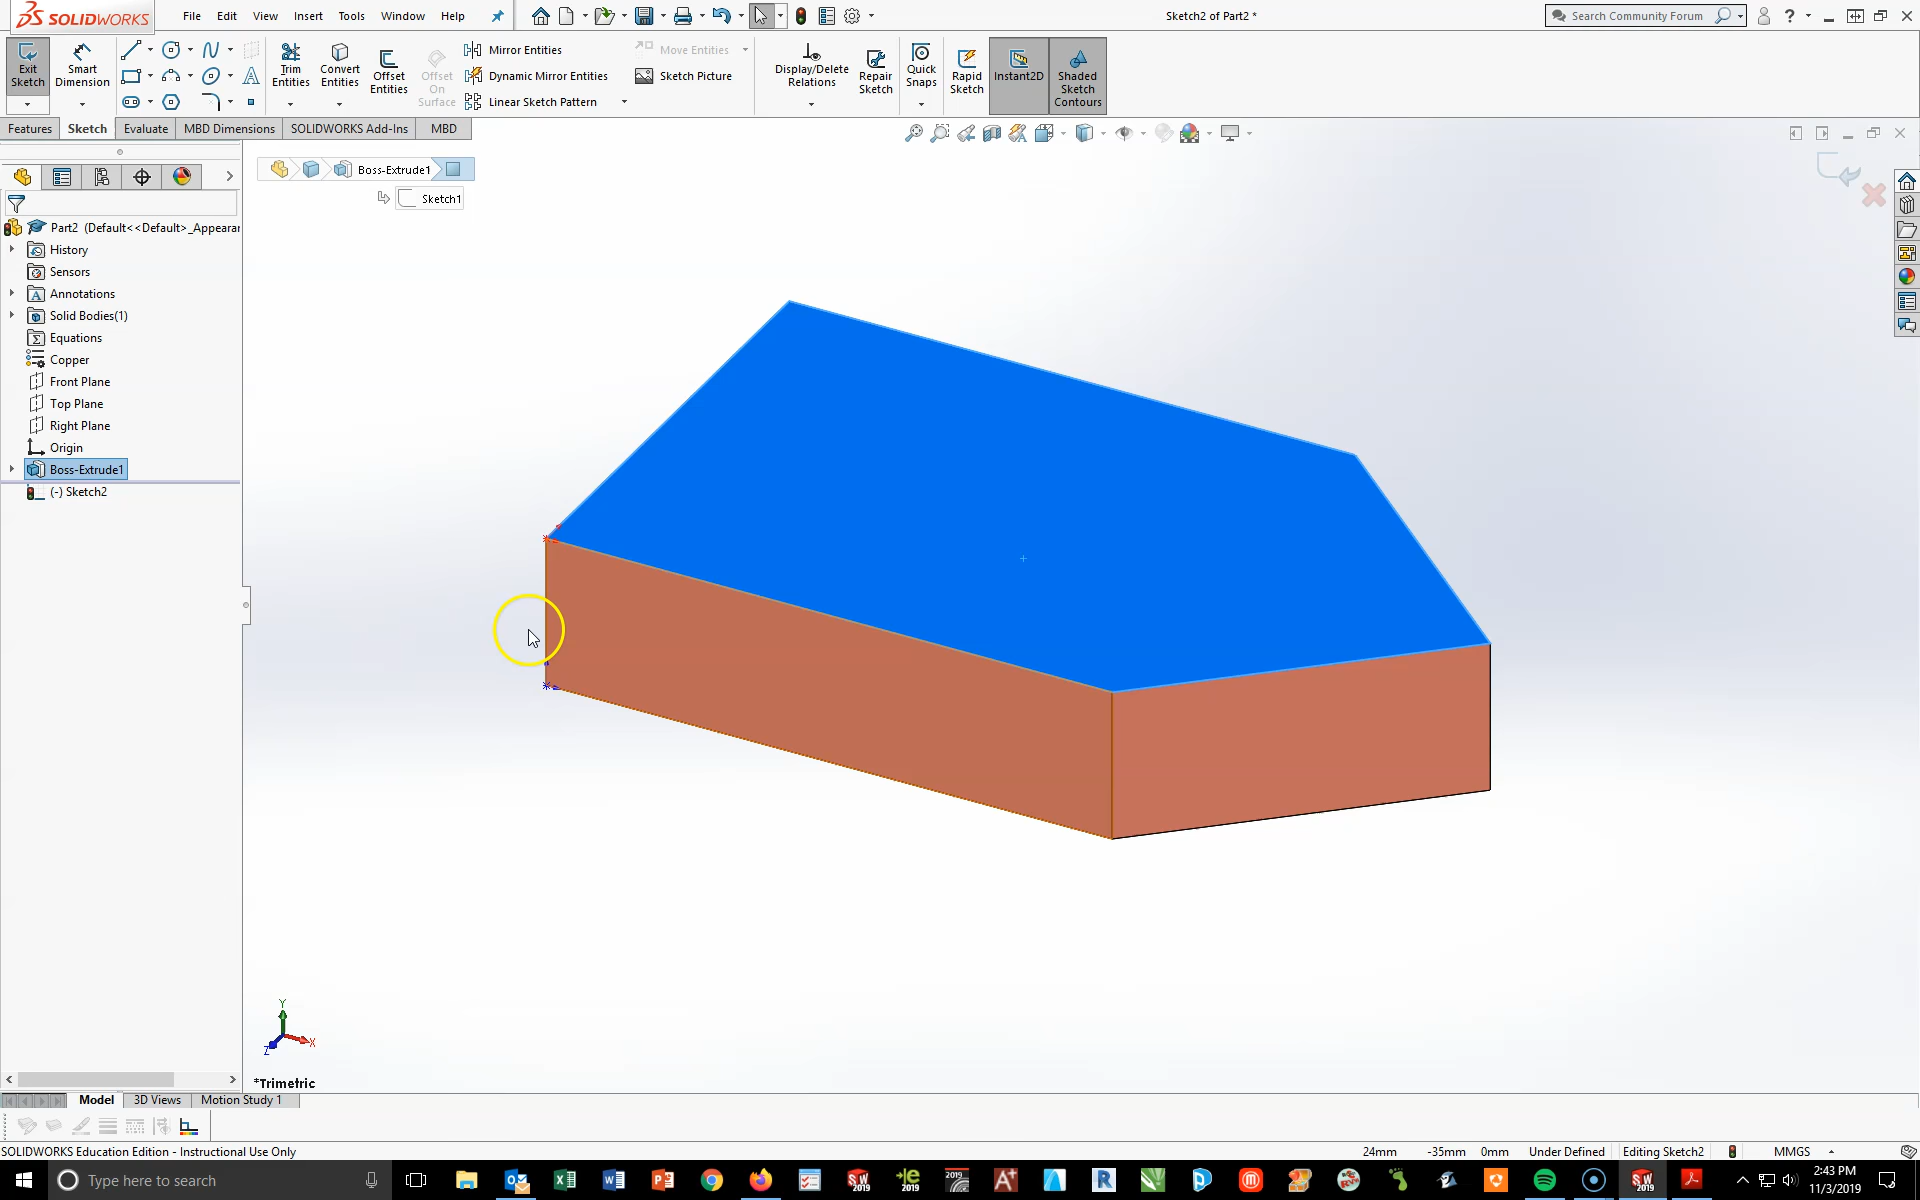 SOLIDWORKS File Edit View Insert Tools Window Help Sketch2 of Part2 * Search Community Forum
Exit Sketch
Smart Dimension
Trim Entities
Convert Entities
Offset Entities
Offset On Surface
Mirror Entities
Dynamic Mirror Entities
Linear Sketch Pattern
Move Entities
Sketch Picture
Display/Delete Relations
Repair Sketch
Quick Snaps
Rapid Sketch
Instant2D
Shaded Sketch Contours
Features Sketch Evaluate MBD Dimensions SOLIDWORKS Add-Ins MBD
Boss-Extrude1
Sketch1
Part2 (Default<<Default>_Appearar
History
Sensors
Annotations
Solid Bodies(1)
Equations
Copper
Front Plane
Top Plane
Right Plane
Origin
Boss-Extrude1
(-) Sketch2
Y
X
Z
*Trimetric
Model 3D Views Motion Study 1
SOLIDWORKS Education Edition - Instructional Use Only 24mm -35mm 0mm Under Defined Editing Sketch2 MMGS
Type here to search
2:43 PM
11/3/2019